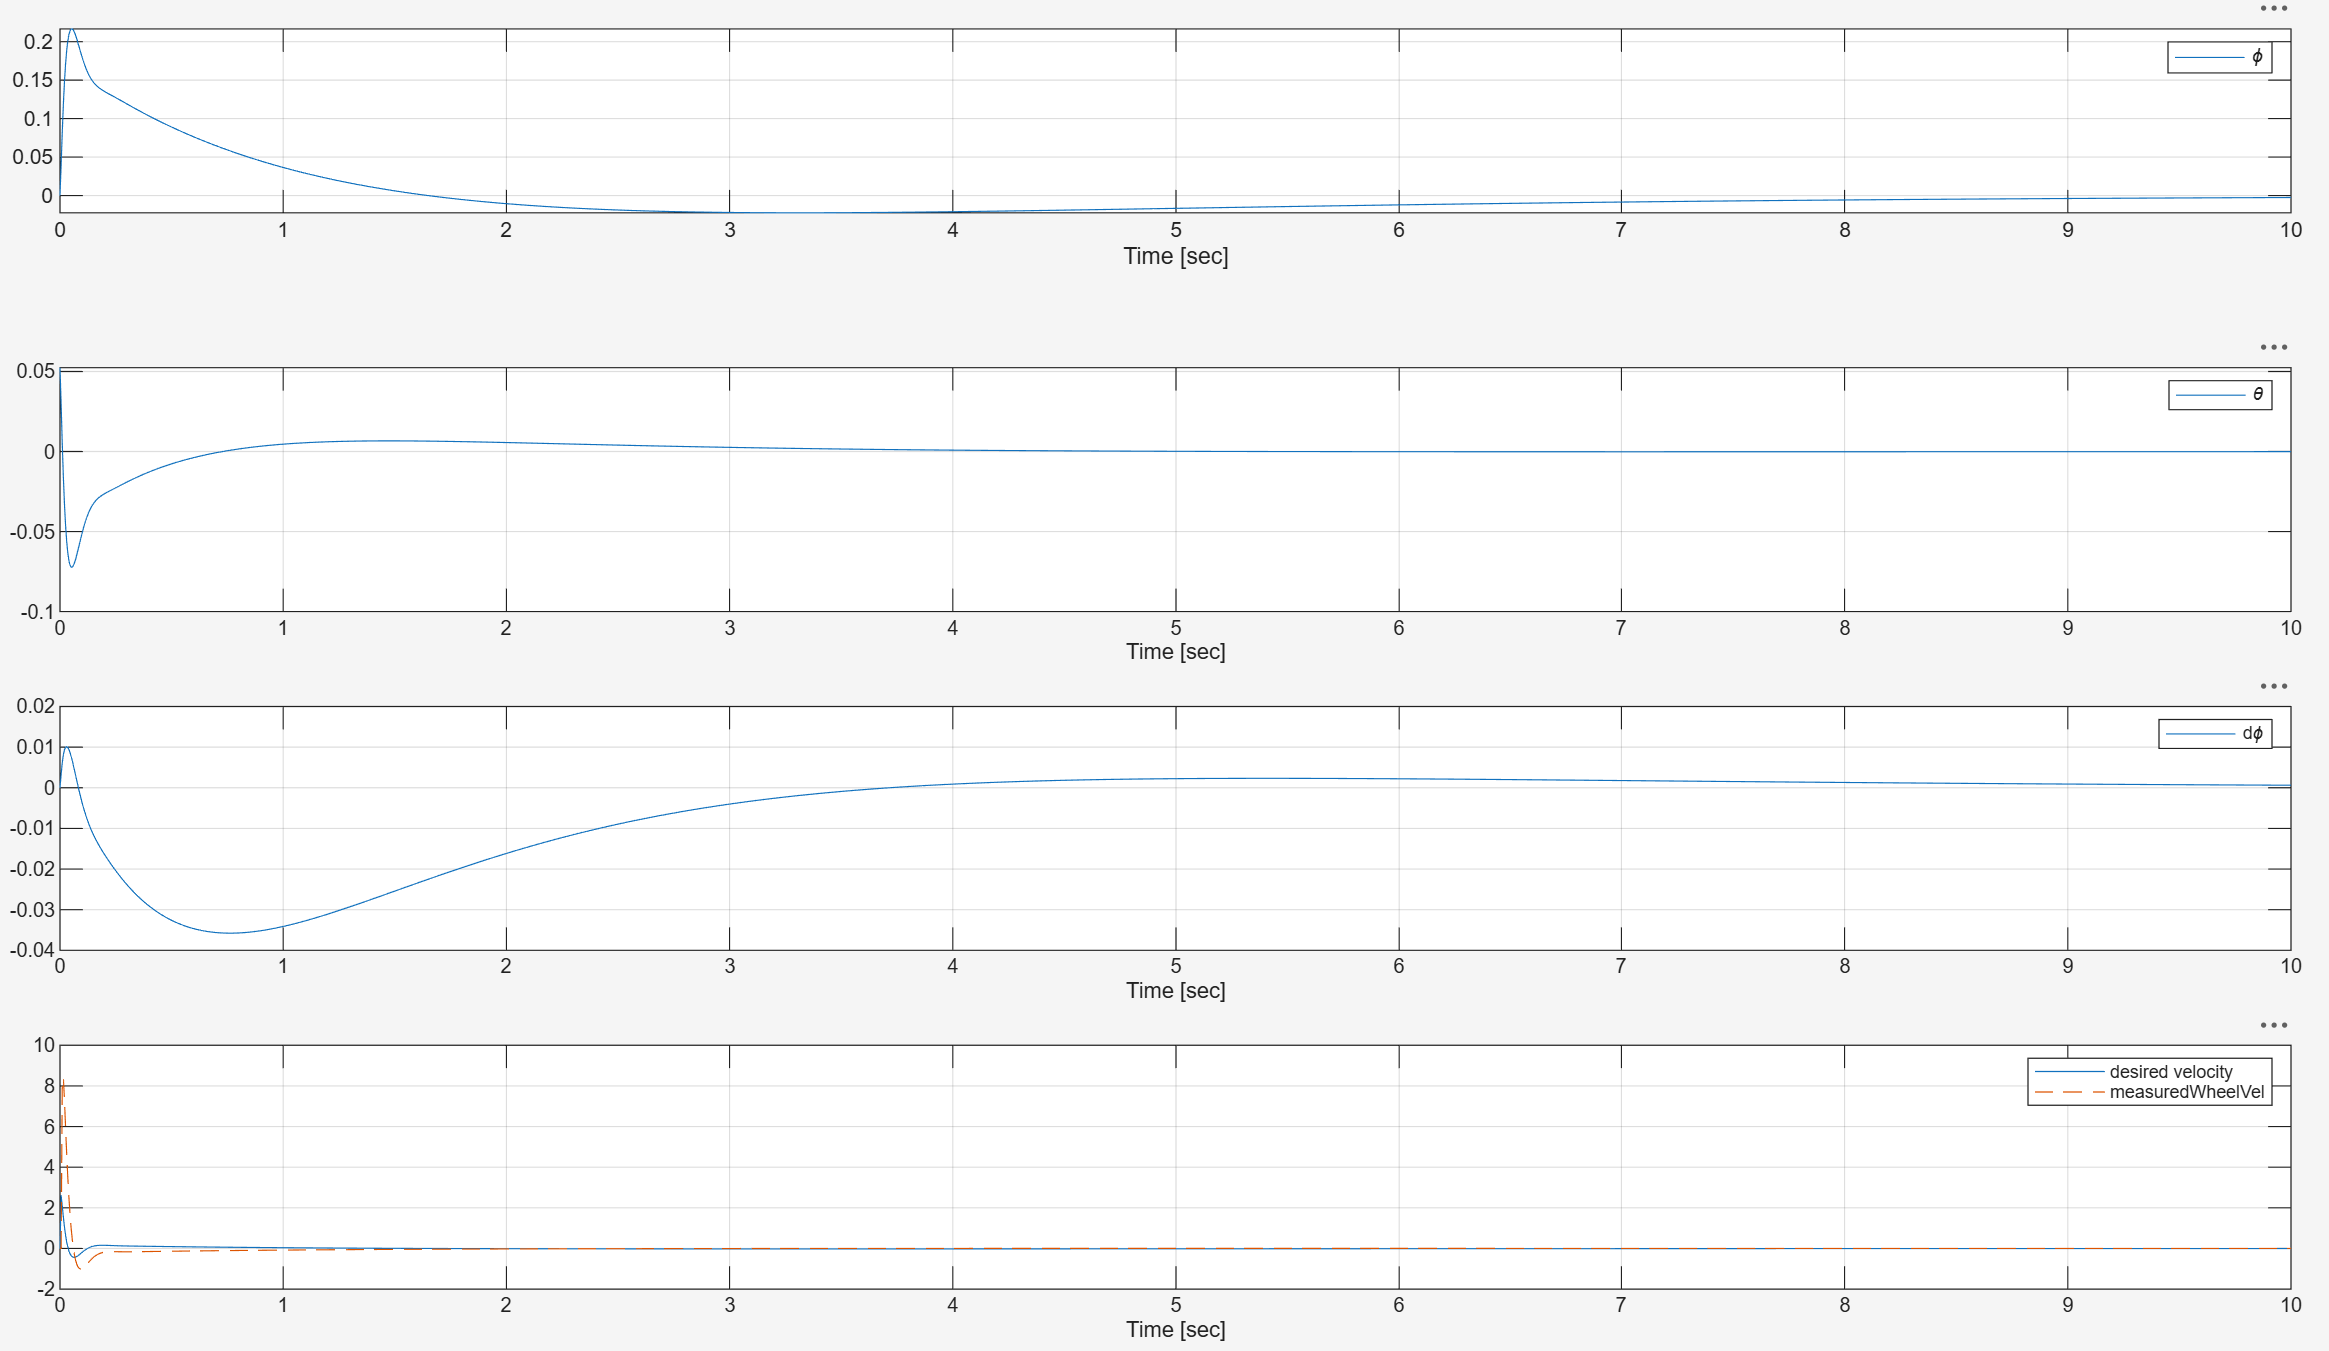 0.2
0.15
0.1
0.05
0
ϕ
0 1 2 3 4 5 6 7 8 9 10
Time [sec]
0.05
0
-0.05
-0.1
θ
0 1 2 3 4 5 6 7 8 9 10
Time [sec]
0.02
0.01
0
-0.01
-0.02
-0.03
-0.04
dϕ
0 1 2 3 4 5 6 7 8 9 10
Time [sec]
10
8
6
4
2
0
-2
desired velocity
measuredWheelVel
0 1 2 3 4 5 6 7 8 9 10
Time [sec]